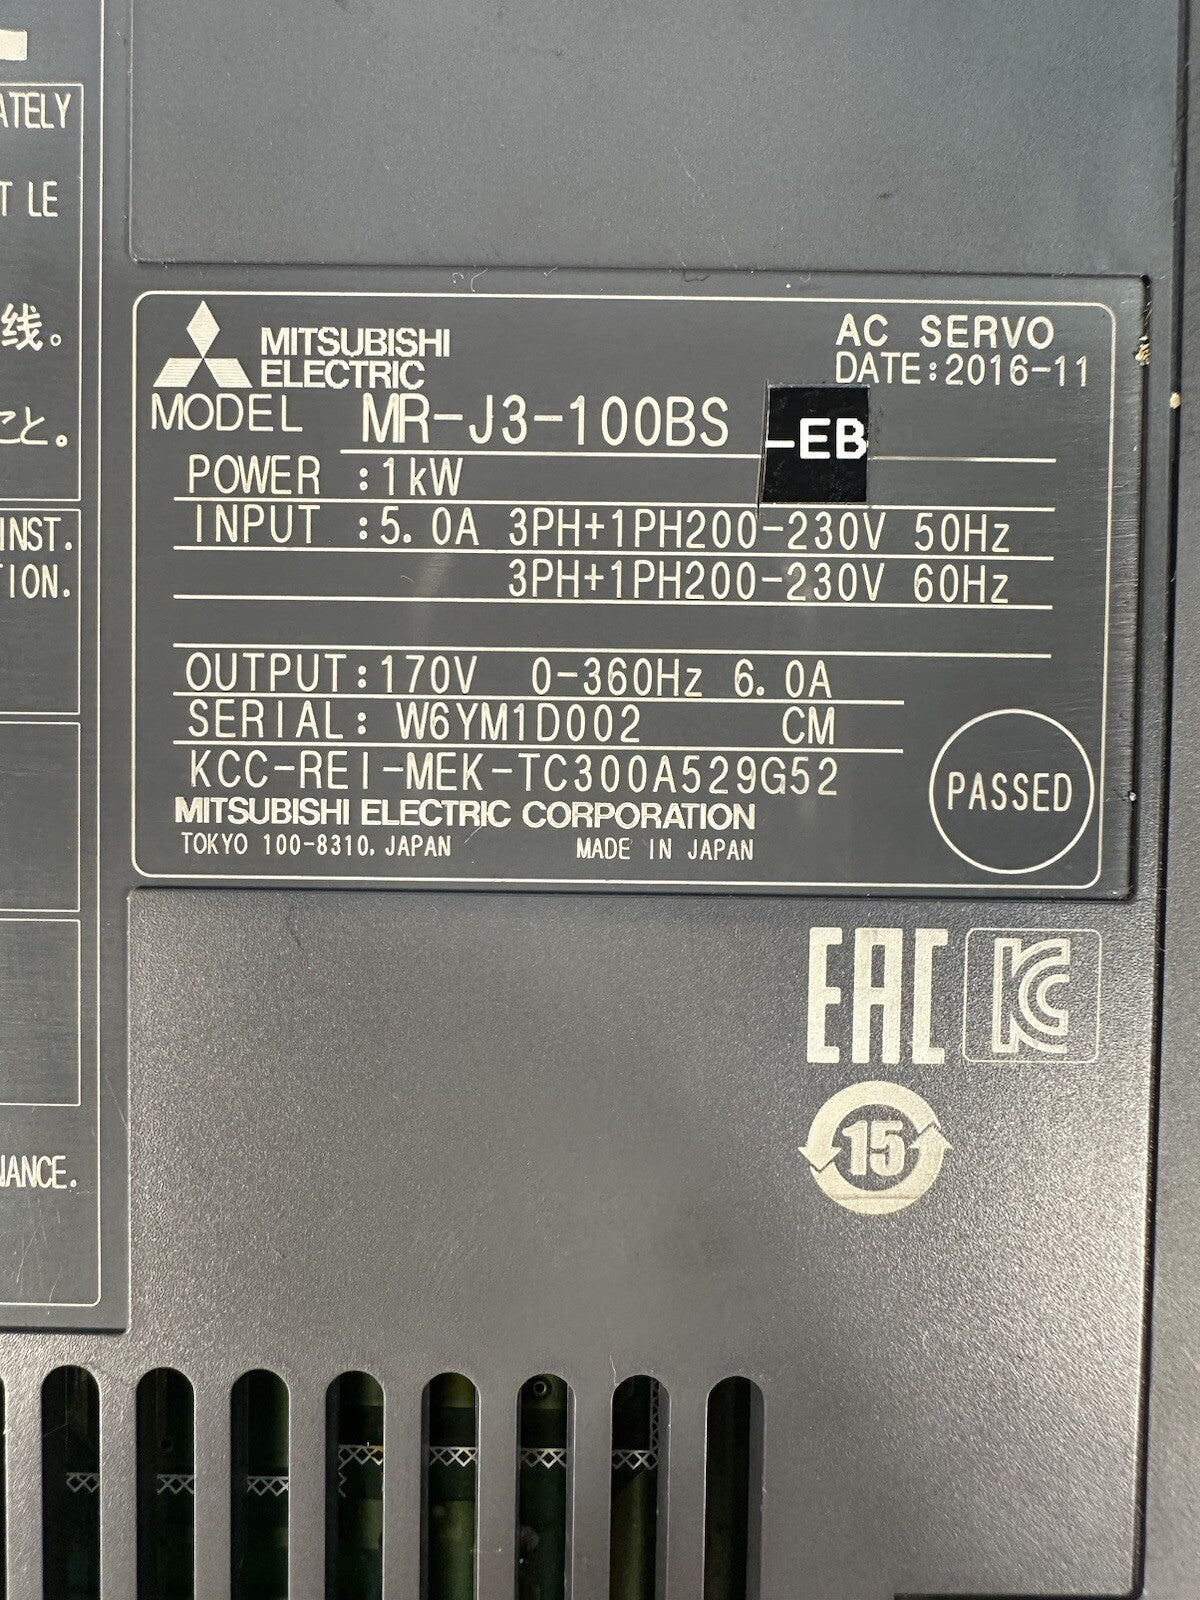 ATELY
T LE
线。
こと。
INST.
TION.
NANCE.
MITSUBISHI
ELECTRIC
AC SERVO
DATE:2016-11
MODEL MR-J3-100BS -EB
POWER :1kW
INPUT :5.0A 3PH+1PH200-230V 50Hz
3PH+1PH200-230V 60Hz
OUTPUT:170V 0-360Hz 6.0A
SERIAL: W6YM1D002 CM
KCC-REI-MEK-TC300A529G52
PASSED
MITSUBISHI ELECTRIC CORPORATION
TOKYO 100-8310, JAPAN MADE IN JAPAN
EAC
KC
15